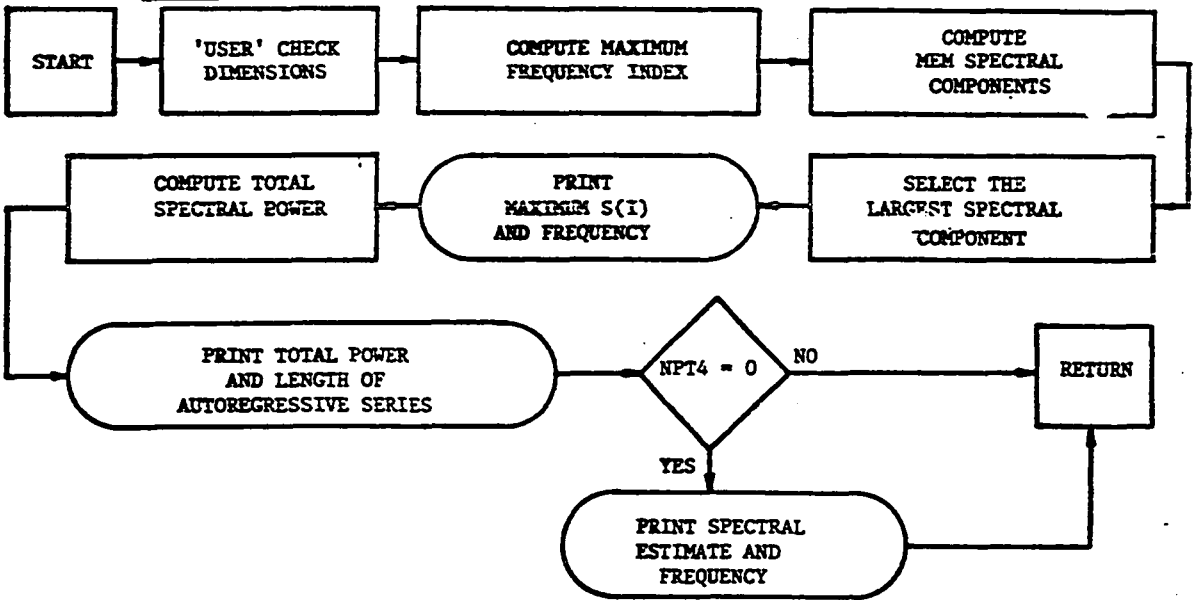 START
'USER' CHECK
DIMENSIONS
COMPUTE MAXIMUM
FREQUENCY INDEX
COMPUTE
MEM SPECTRAL
COMPONENTS
SELECT THE
LARGEST SPECTRAL
COMPONENT
PRINT
MAXIMUM S(I)
AND FREQUENCY
COMPUTE TOTAL
SPECTRAL POWER
PRINT TOTAL POWER
AND LENGTH OF
AUTOREGRESSIVE SERIES
NPT4 = 0
NO
RETURN
YES
PRINT SPECTRAL
ESTIMATE AND
FREQUENCY